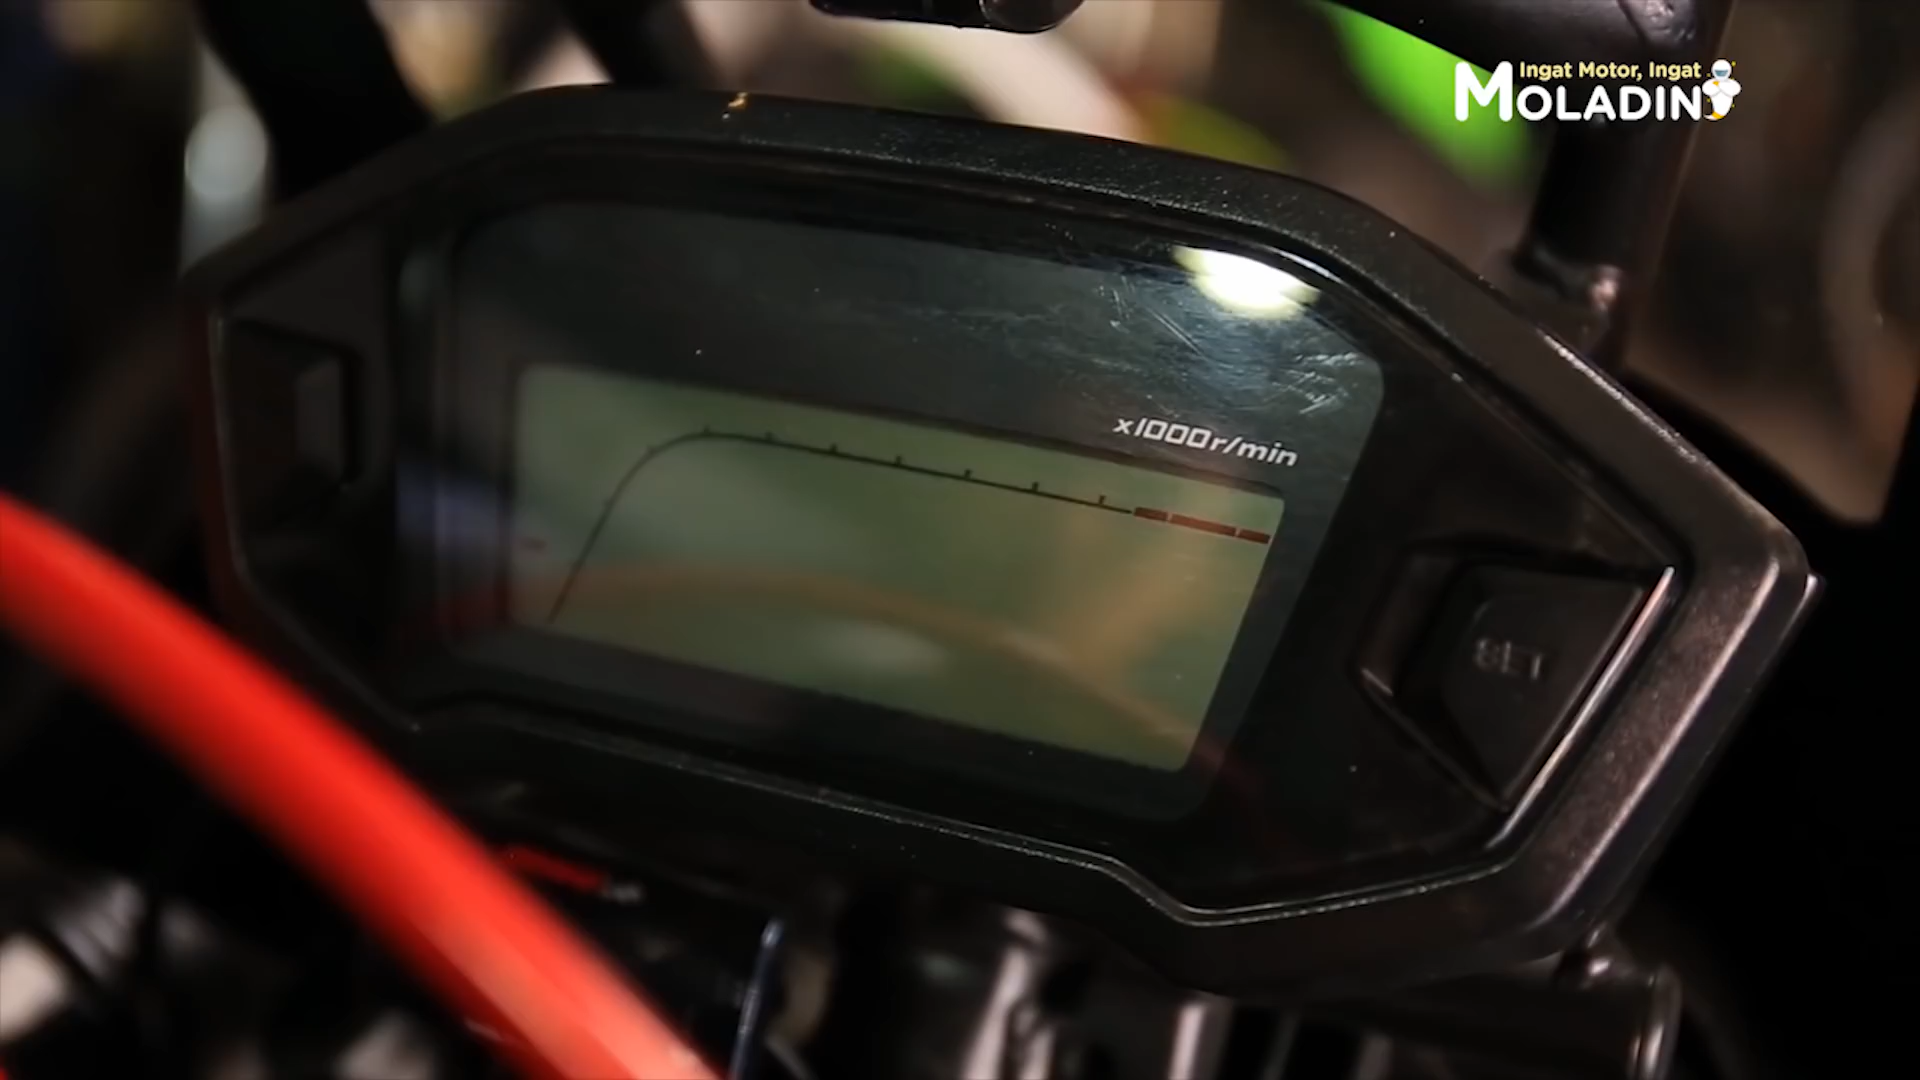 Ingat Motor, Ingat
MOLADIN
x1000r/min
SET